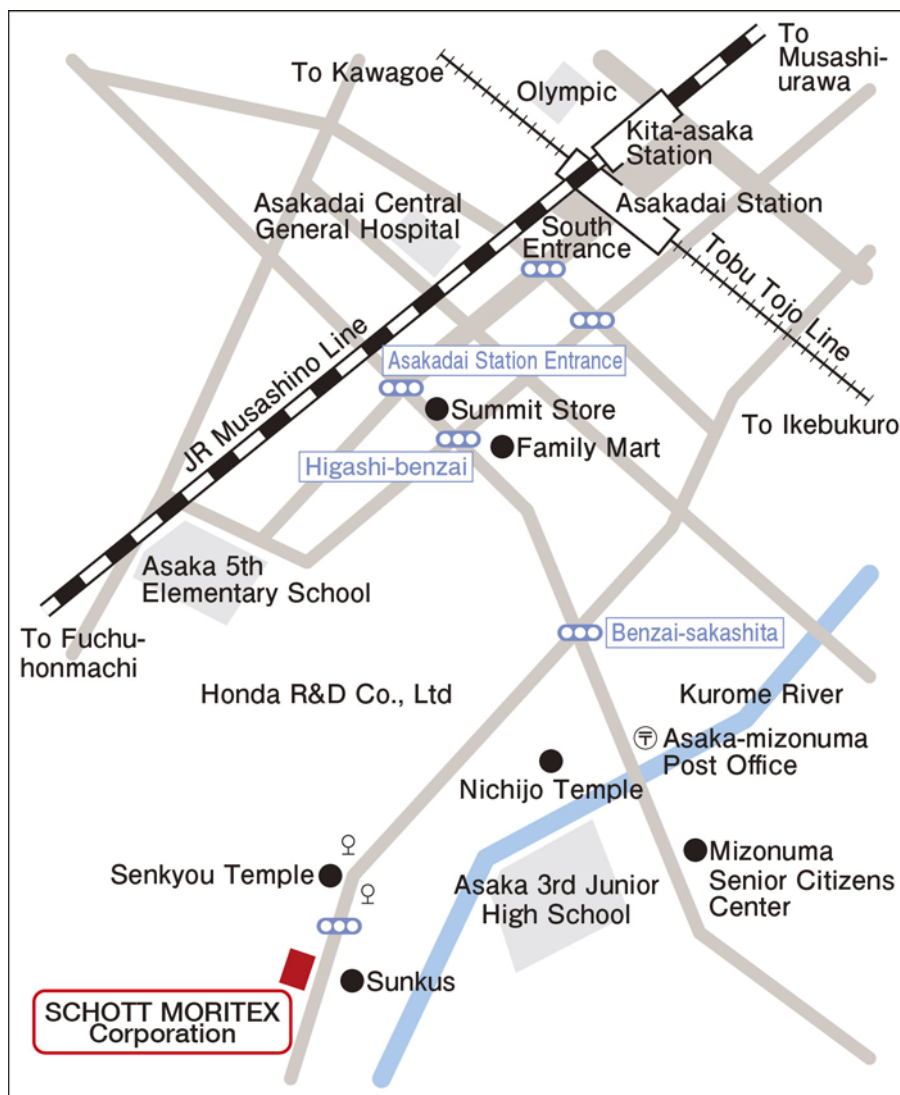 To
Musashi-
urawa
To Kawagoe
Olympic
Kita-asaka
Station
Asakadai Central
General Hospital
Asakadai Station
South
Entrance
Tobu Tojo Line
JR Musashino Line
Asakadai Station Entrance
Summit Store
To Ikebukuro
Family Mart
Higashi-benzai
Asaka 5th
Elementary School
To Fuchu-
honmachi
Benzai-sakashita
Honda R&D Co., Ltd
Kurome River
〒 Asaka-mizonuma
Post Office
Nichijo Temple
Senkyou Temple
Asaka 3rd Junior
High School
Mizonuma
Senior Citizens
Center
Sunkus
SCHOTT MORITEX
Corporation